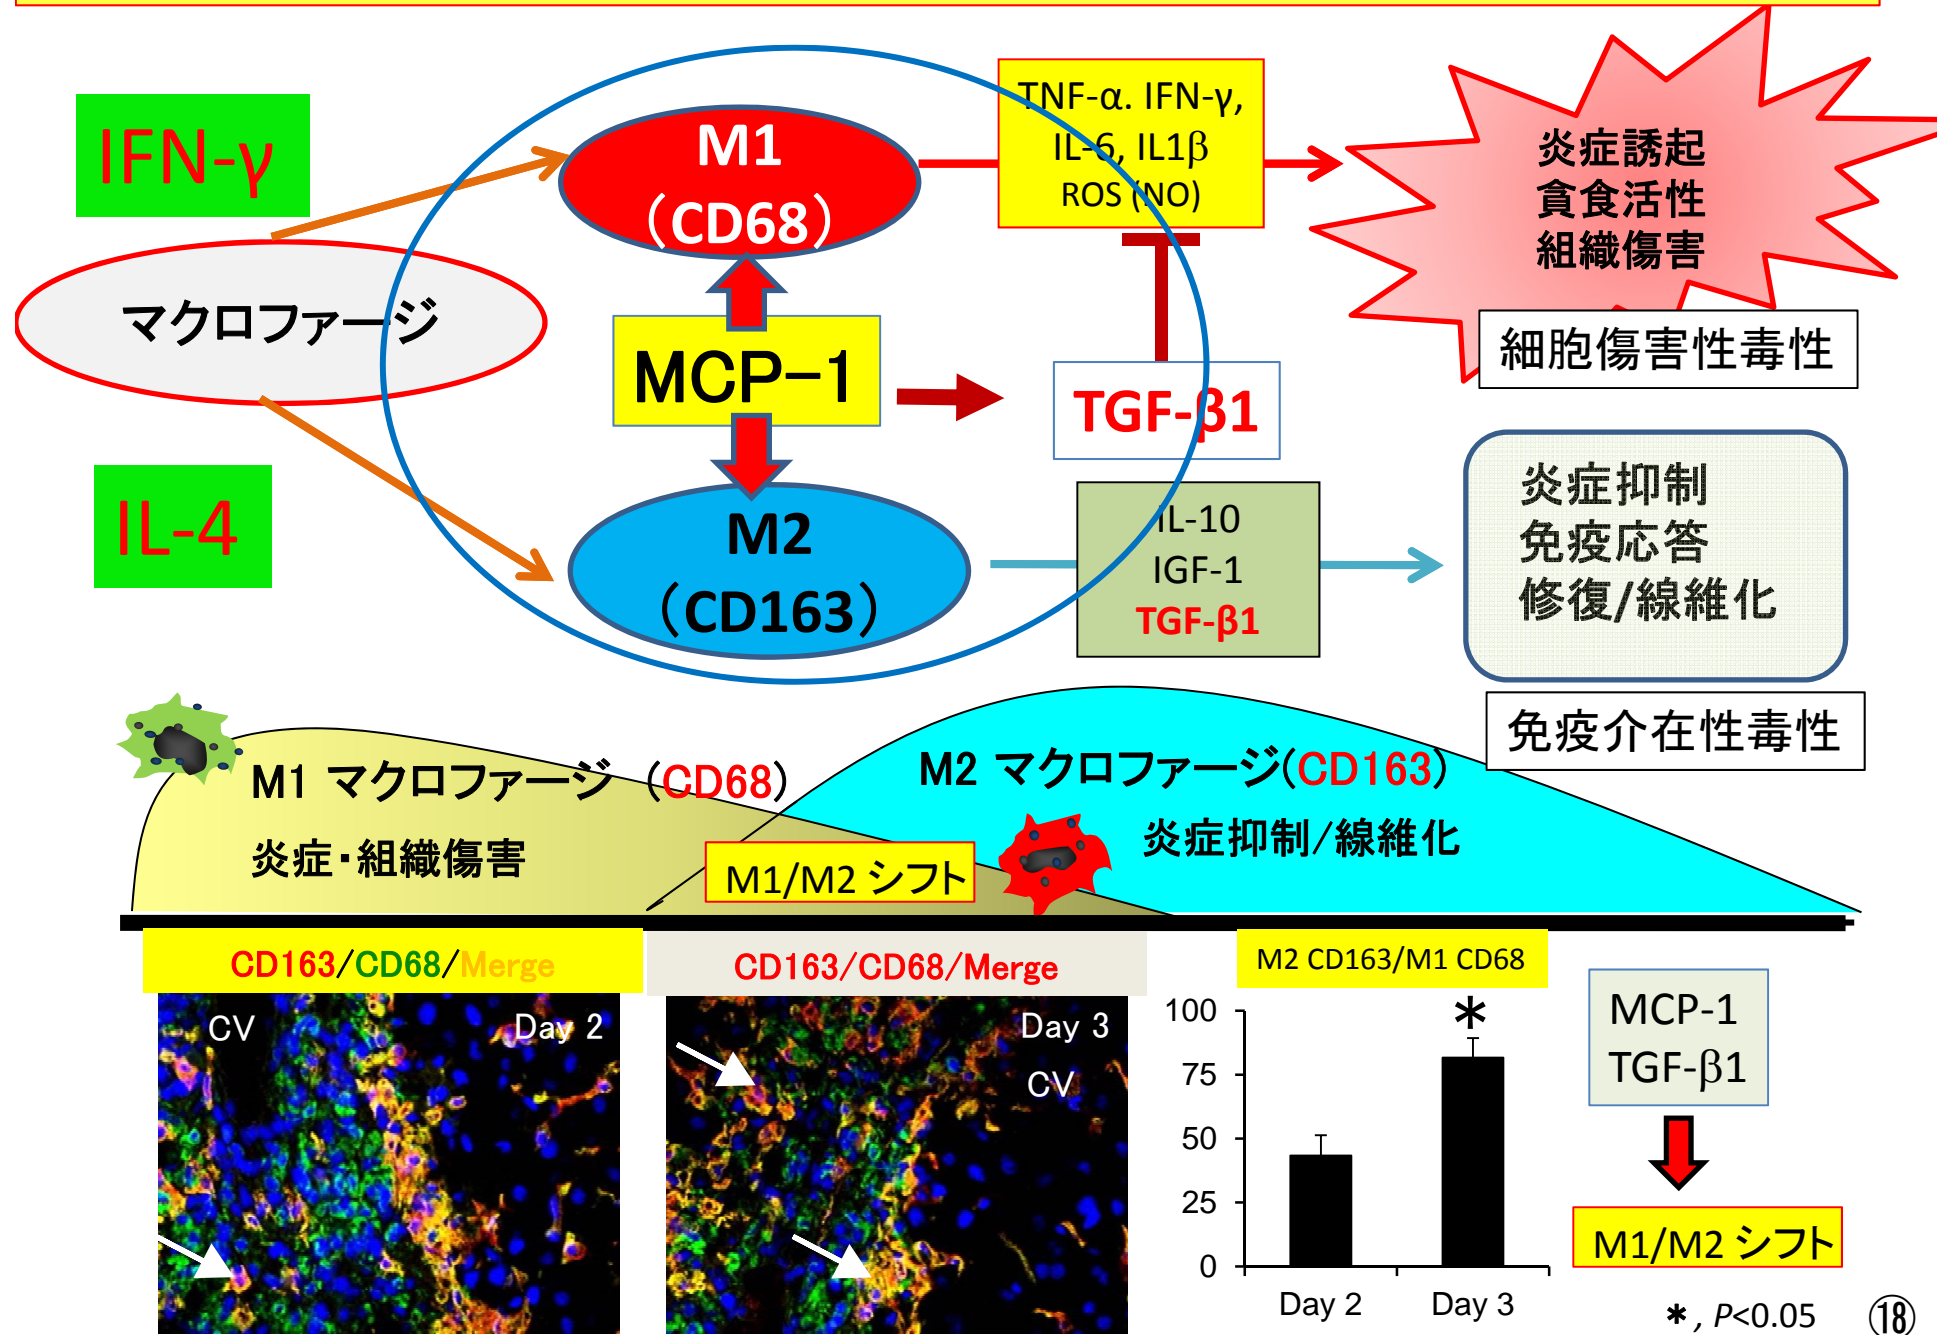 IFN-γ
マクロファージ
IL-4
M1
（CD68）
MCP-1
M2
（CD163）
TNF-α. IFN-γ,
IL-6, IL1β
ROS (NO)
TGF-β1
IL-10
IGF-1
TGF-β1
炎症誘起
貪食活性
組織傷害
細胞傷害性毒性
炎症抑制
免疫応答
修復/線維化
免疫介在性毒性
M1 マクロファージ （CD68）
炎症・組織傷害
M1/M2 シフト
M2 マクロファージ(CD163)
炎症抑制/線維化
CD163/CD68/Merge
CV
Day 2
CD163/CD68/Merge
Day 3
CV
M2 CD163/M1 CD68
100
75
50
25
0
*
Day 2
Day 3
MCP-1
TGF-β1
M1/M2 シフト
*, P<0.05
⑱